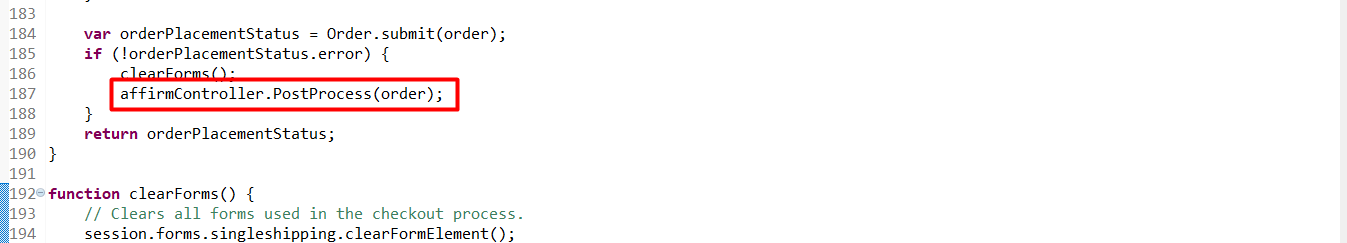 183
184 var orderPlacementStatus = Order.submit(order);
185 if (!orderPlacementStatus.error) {
186 clearForms();
187 affirmController.PostProcess(order);
188 }
189 return orderPlacementStatus;
190 }
191
192 function clearForms() {
193 // Clears all forms used in the checkout process.
194 session.forms.singleshipping.clearFormElement();